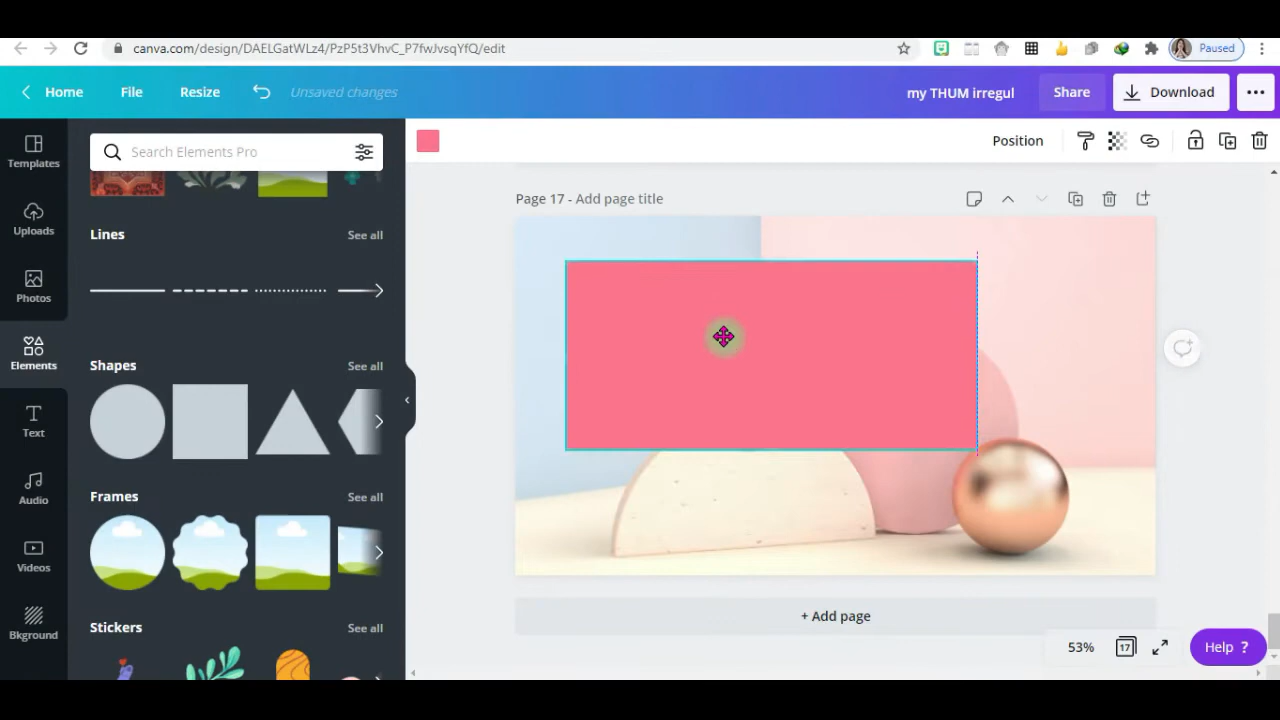 canva.com/design/DAELGatWLz4/PzP5t3VhvC_P7fwJvsqYfQ/edit
Paused
Home
File
Resize
Unsaved changes
my THUM irregul
Share
Download
Templates
Uploads
Photos
Elements
Text
Audio
Videos
Bkground
Search Elements Pro
Lines
See all
Shapes
See all
Frames
See all
Stickers
See all
Position
Page 17 - Add page title
+ Add page
53%
17
Help ?